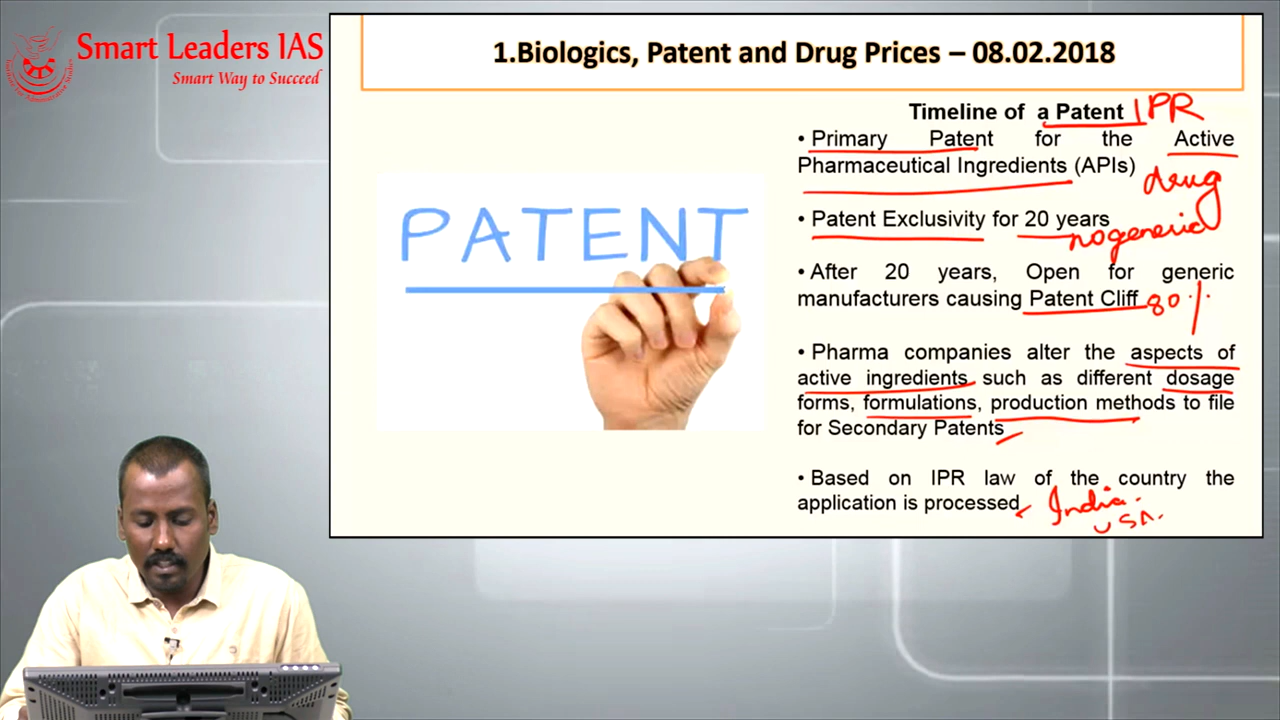 Smart Leaders IAS
Smart Way to Succeed
1.Biologics, Patent and Drug Prices – 08.02.2018
Timeline of a Patent IPR
• Primary Patent for the Active
Pharmaceutical Ingredients (APIs)
drug
• Patent Exclusivity for 20 years
no generic
• After 20 years, Open for generic
manufacturers causing Patent Cliff 80%
• Pharma companies alter the aspects of
active ingredients such as different dosage
forms, formulations, production methods to file
for Secondary Patents
• Based on IPR law of the country the
application is processed
India.
USA.
PATENT